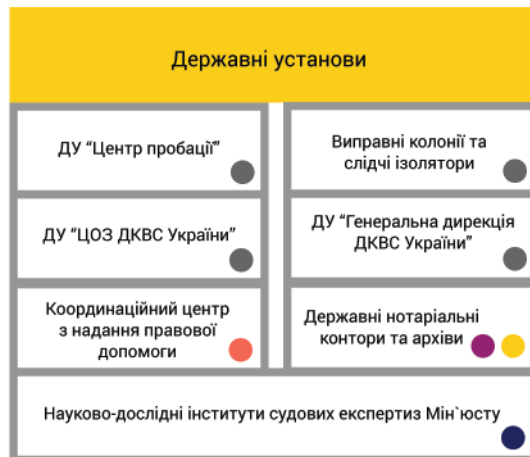 Державні установи
ДУ “Центр пробації”
Виправні колонії та
слідчі ізолятори
ДУ “ЦОЗ ДКВС України”
ДУ “Генеральна дирекція
ДКВС України”
Координаційний центр
з надання правової
допомоги
Державні нотаріальні
контори та архіви
Науково-дослідні інститути судових експертиз Мін`юсту